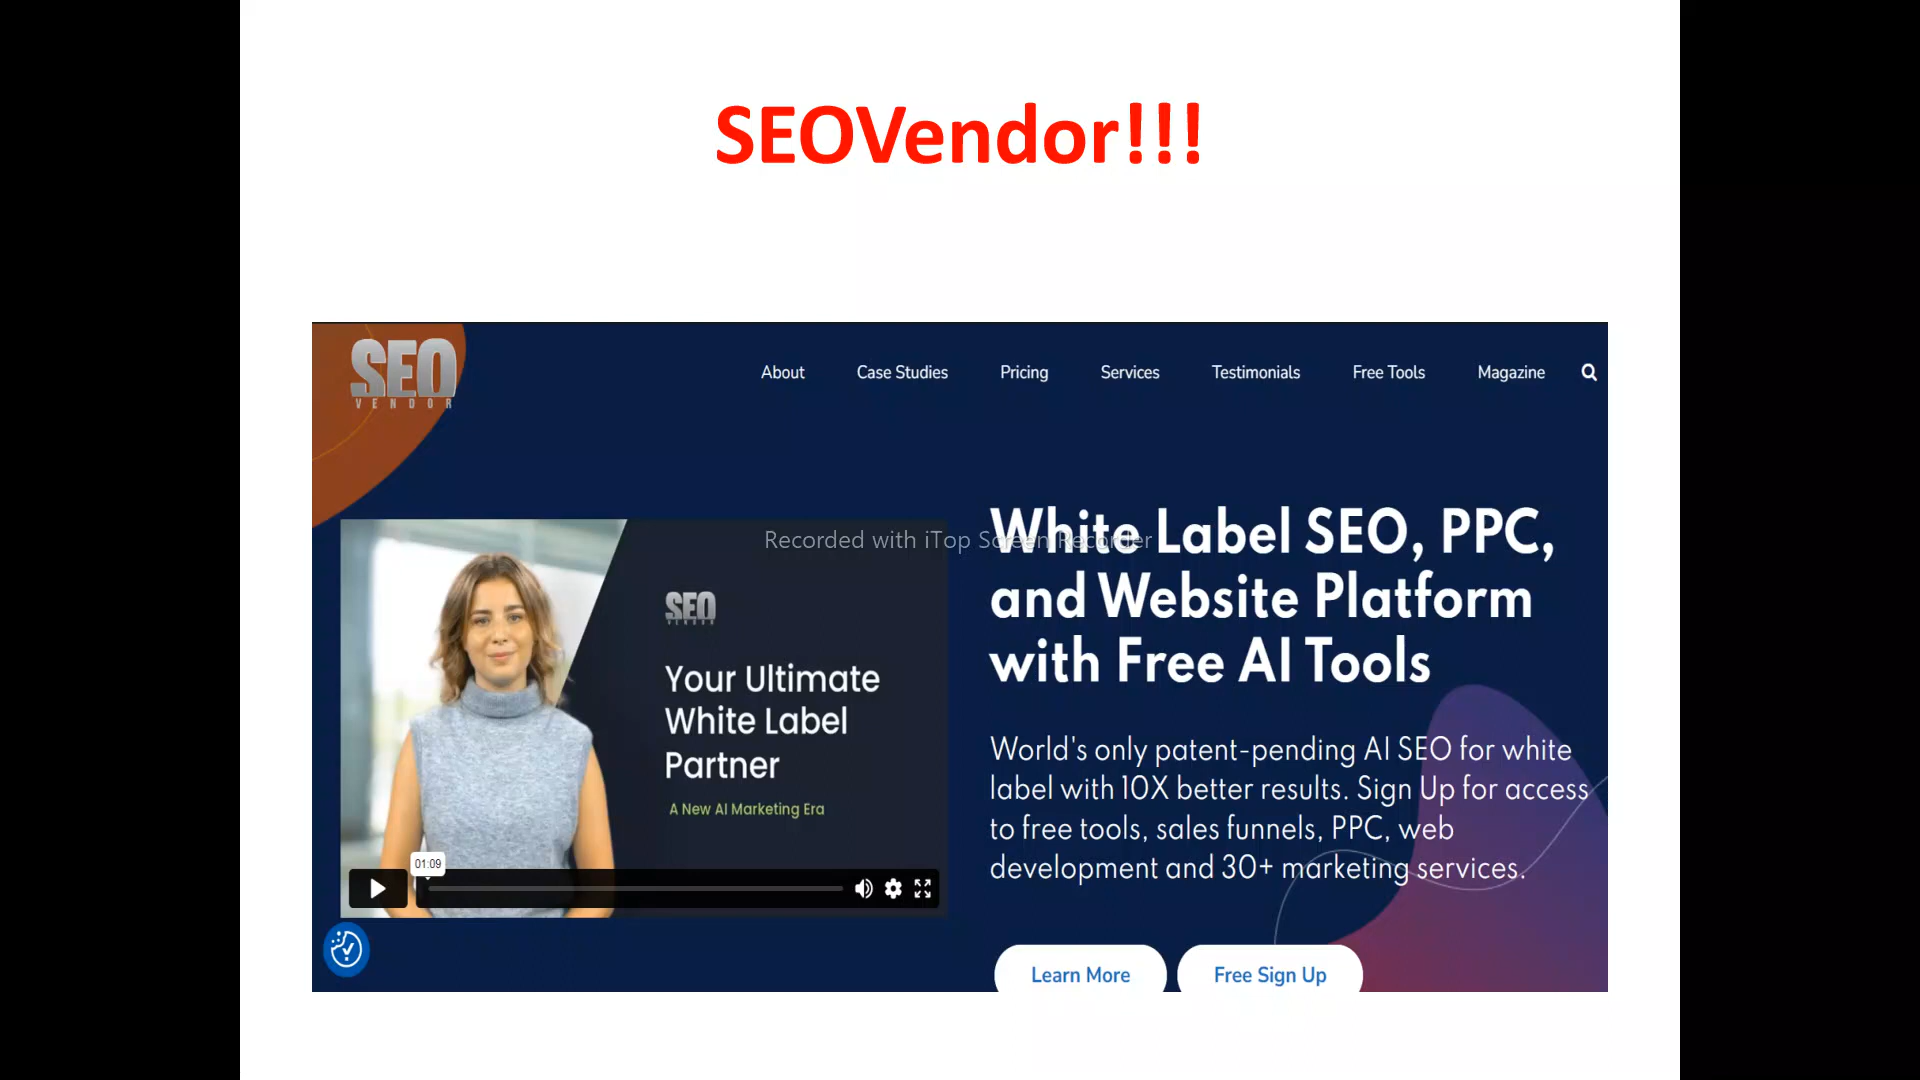 SEOVendor!!!
SEO
VENDOR
About
Case Studies
Pricing
Services
Testimonials
Free Tools
Magazine
Recorded with iTop Screen Recorder
White Label SEO, PPC,
and Website Platform
with Free AI Tools
SEO
VENDOR
Your Ultimate
White Label
Partner
A New AI Marketing Era
01:09
World's only patent-pending AI SEO for white
label with 10X better results. Sign Up for access
to free tools, sales funnels, PPC, web
development and 30+ marketing services.
Learn More
Free Sign Up